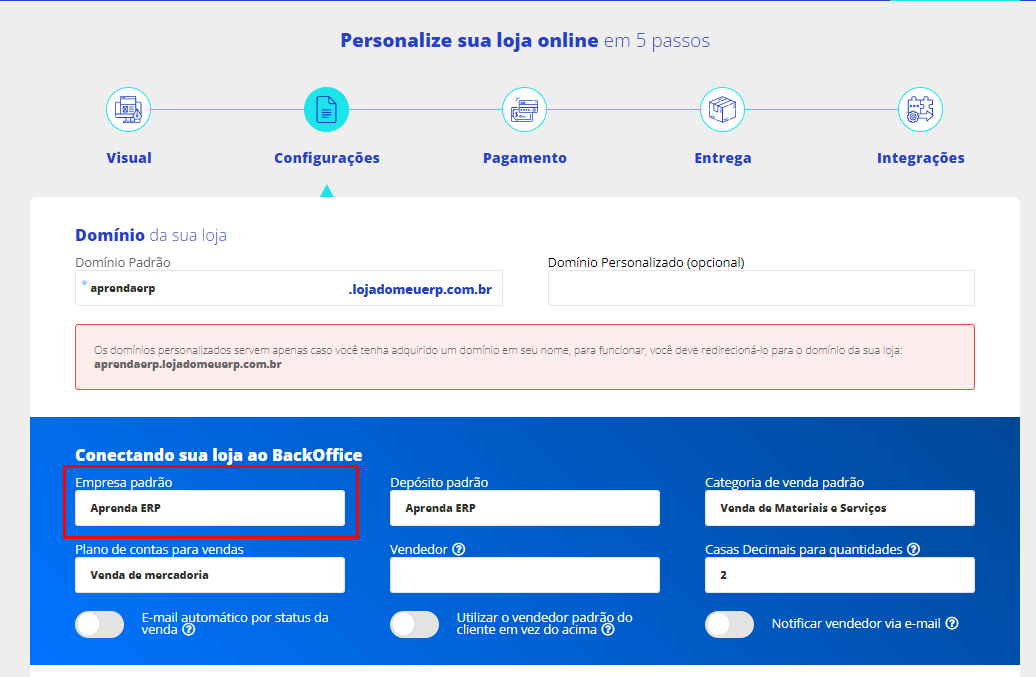 Personalize sua loja online em 5 passos
Visual
Configurações
Pagamento
Entrega
Integrações
Domínio da sua loja
Domínio Padrão
Domínio Personalizado (opcional)
* aprendaerp
.lojadomeuerp.com.br
Os domínios personalizados servem apenas caso você tenha adquirido um domínio em seu nome, para funcionar, você deve redirecioná-lo para o domínio da sua loja:
aprendaerp.lojadomeuerp.com.br
Conectando sua loja ao BackOffice
Empresa padrão
Depósito padrão
Categoria de venda padrão
Aprenda ERP
Aprenda ERP
Venda de Materiais e Serviços
Plano de contas para vendas
Vendedor ?
Casas Decimais para quantidades ?
Venda de mercadoria
2
E-mail automático por status da
venda ?
Utilizar o vendedor padrão do
cliente em vez do acima ?
Notificar vendedor via e-mail ?